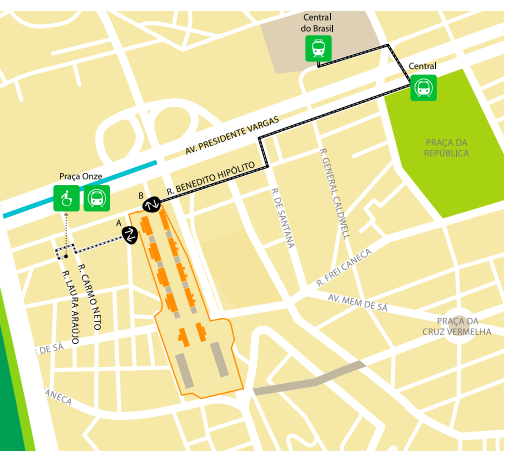 Central
do Brasil
Central
AV. PRESIDENTE VARGAS
PRAÇA DA
REPÚBLICA
Praça Onze
B
R. BENEDITO HIPÓLITO
R. GENERAL CALDWELL
R. DE SANTANA
A
R. CARMO NETO
R. LAURA ARAÚJO
R. FREI CANECA
AV. MEM DE SÁ
PRAÇA DA
CRUZ VERMELHA
DE SÁ
ANECA